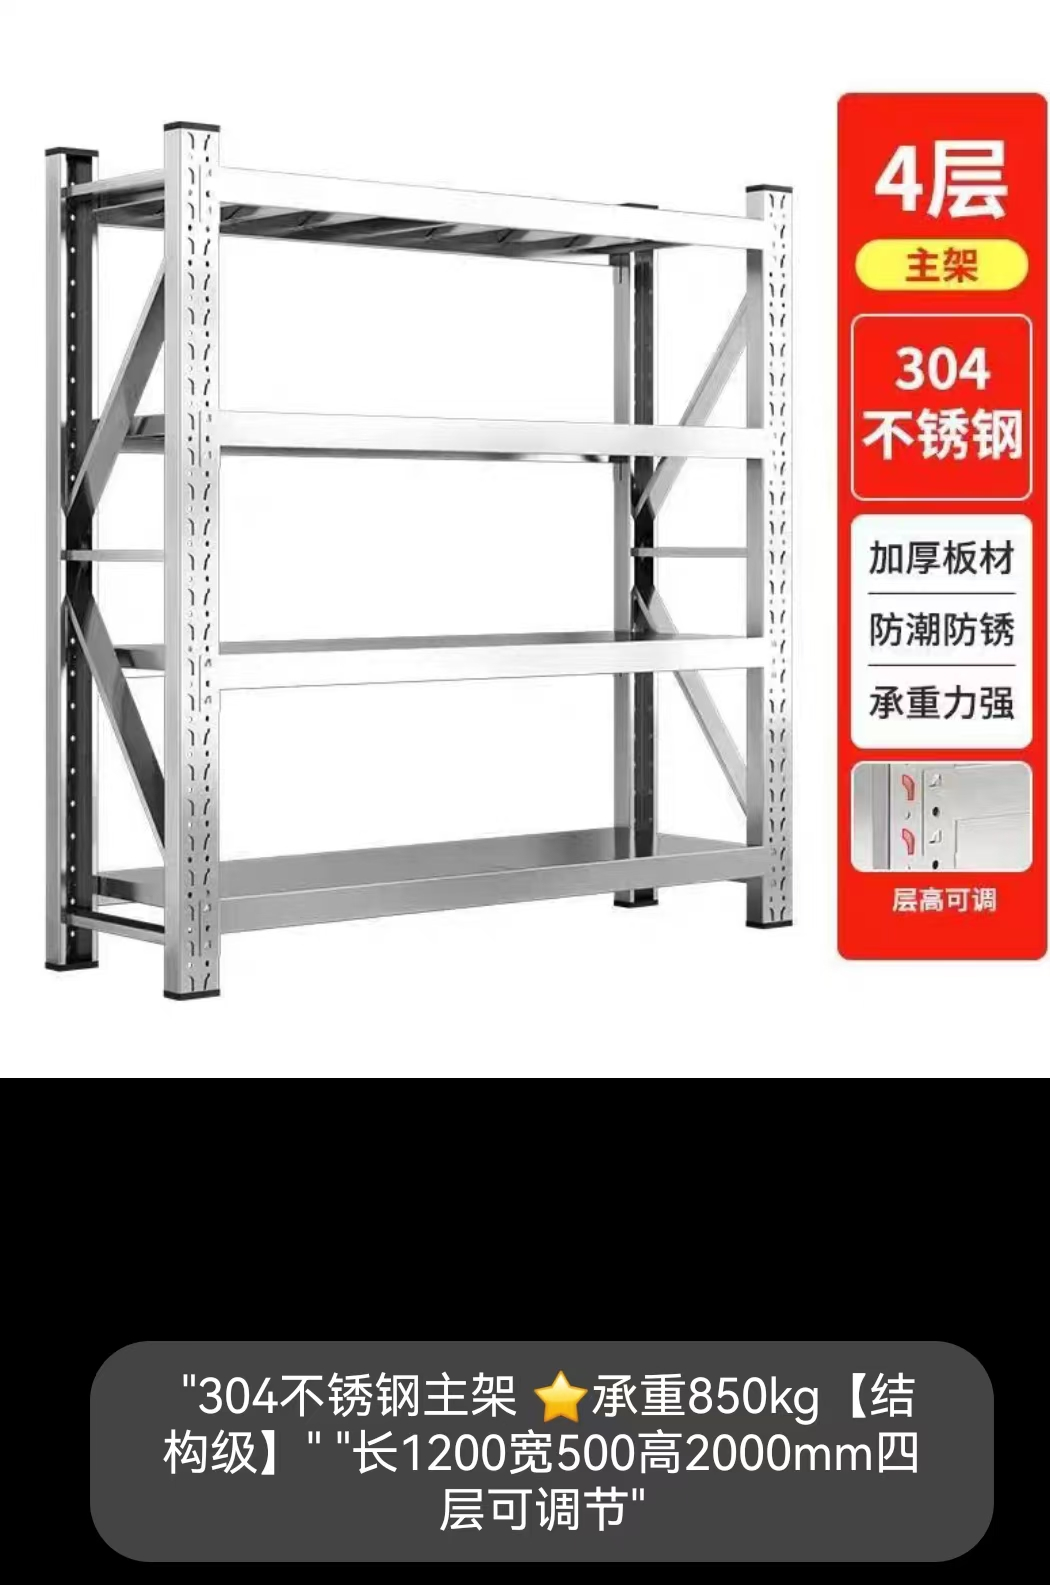 4层
主架
304
不锈钢
加厚板材
防潮防锈
承重力强
层高可调
"304不锈钢主架 ⭐承重850kg【结
构级】" "长1200宽500高2000mm四
层可调节"